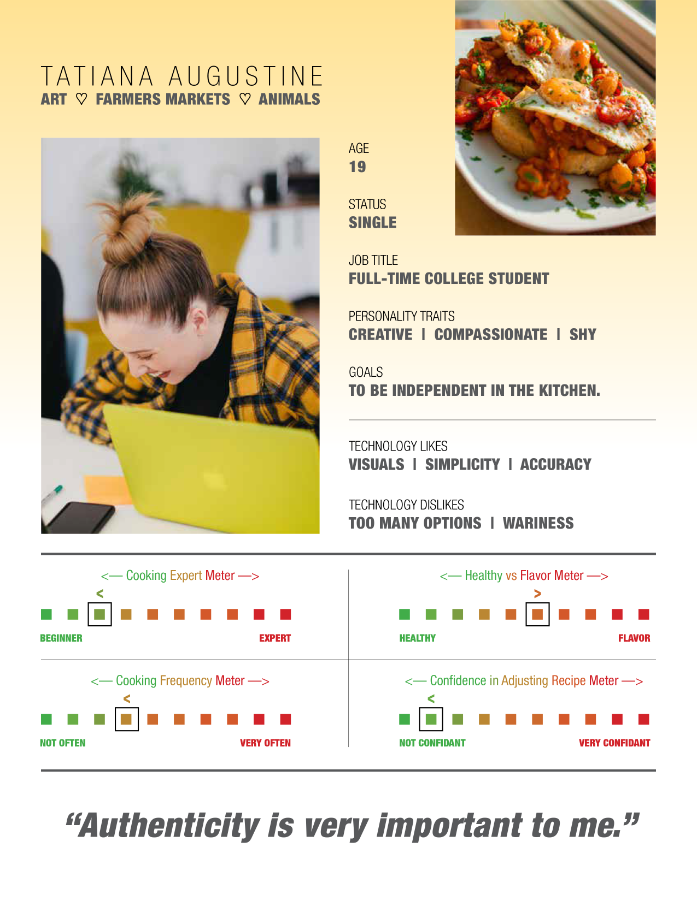 TATIANA AUGUSTINE
ART ♡ FARMERS MARKETS ♡ ANIMALS
AGE
19
STATUS
SINGLE
JOB TITLE
FULL-TIME COLLEGE STUDENT
PERSONALITY TRAITS
CREATIVE | COMPASSIONATE | SHY
GOALS
TO BE INDEPENDENT IN THE KITCHEN.
TECHNOLOGY LIKES
VISUALS | SIMPLICITY | ACCURACY
TECHNOLOGY DISLIKES
TOO MANY OPTIONS | WARINESS
<— Cooking Expert Meter —>
<
BEGINNER EXPERT
<— Healthy vs Flavor Meter —>
>
HEALTHY FLAVOR
<— Cooking Frequency Meter —>
<
NOT OFTEN VERY OFTEN
<— Confidence in Adjusting Recipe Meter —>
<
NOT CONFIDANT VERY CONFIDANT
“Authenticity is very important to me.”